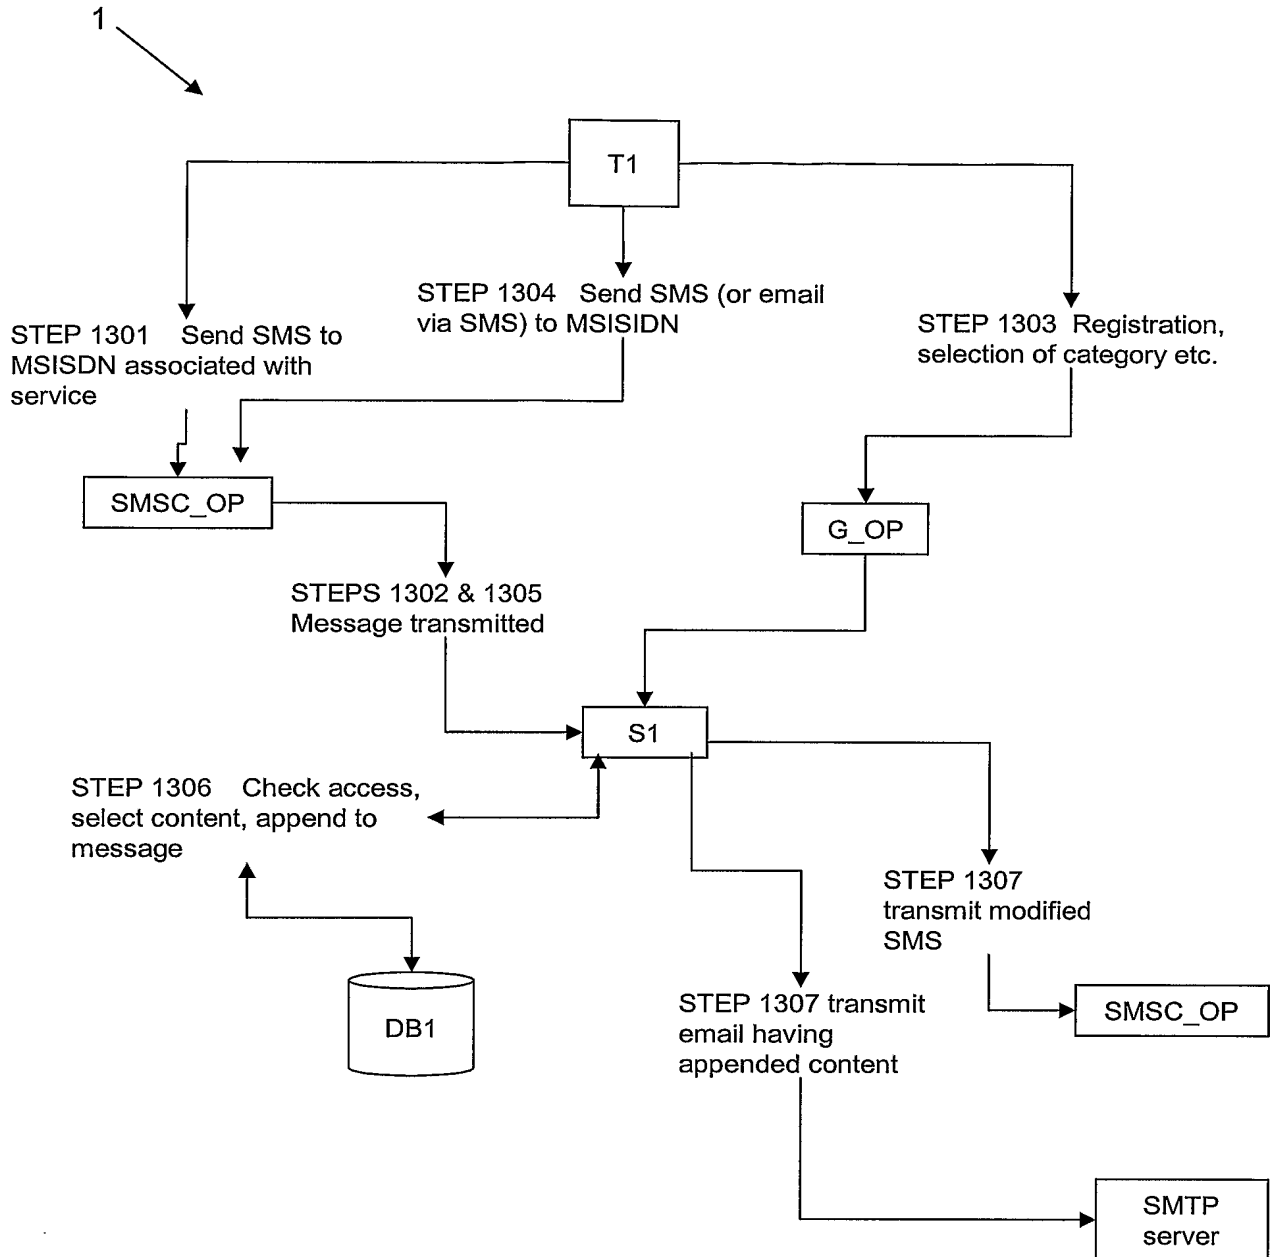 1
T1
STEP 1304 Send SMS (or email
via SMS) to MSISIDN
STEP 1301 Send SMS to
MSISDN associated with
service
STEP 1303 Registration,
selection of category etc.
SMSC_OP
G_OP
STEPS 1302 & 1305
Message transmitted
S1
STEP 1306 Check access,
select content, append to
message
STEP 1307
transmit modified
SMS
DB1
STEP 1307 transmit
email having
appended content
SMSC_OP
SMTP
server